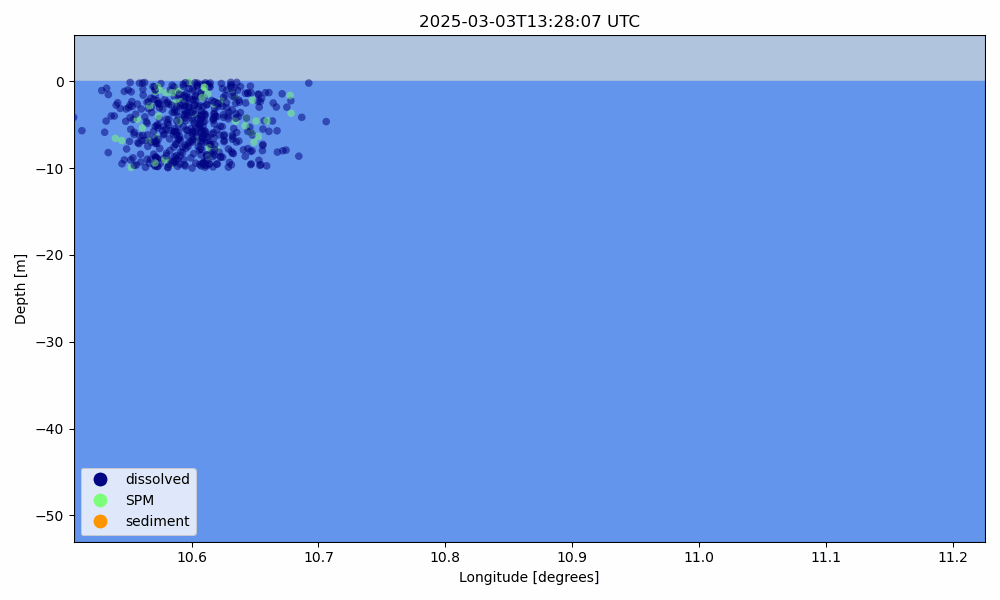 2025-03-03T13:28:07 UTC
Depth [m]
0
−10
−20
−30
−40
−50
dissolved
SPM
sediment
10.6 10.7 10.8 10.9 11.0 11.1 11.2
Longitude [degrees]